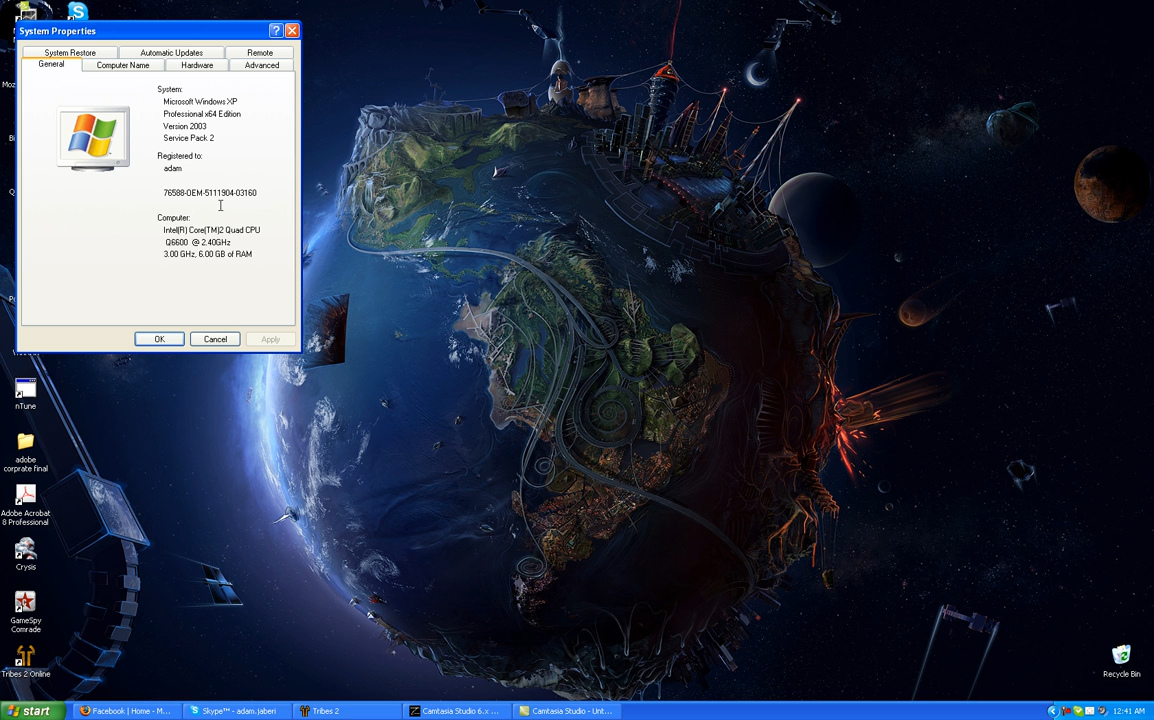 System Properties
System Restore
Automatic Updates
Remote
General
Computer Name
Hardware
Advanced
System:
Microsoft Windows XP
Professional x64 Edition
Version 2003
Service Pack 2
Registered to:
adam
76588-OEM-5111904-03160
Computer:
Intel(R) Core(TM)2 Quad CPU
Q6600 @ 2.40GHz
3.00 GHz, 6.00 GB of RAM
OK
Cancel
Apply
nTune
adobe
corprate final
Adobe Acrobat
8 Professional
Crysis
GameSpy
Comrade
Tribes 2 Online
Recycle Bin
start
Facebook | Home - M...
Skype™ - adam.jaberi
Tribes 2
Camtasia Studio 6.x ...
Camtasia Studio - Unt...
12:41 AM